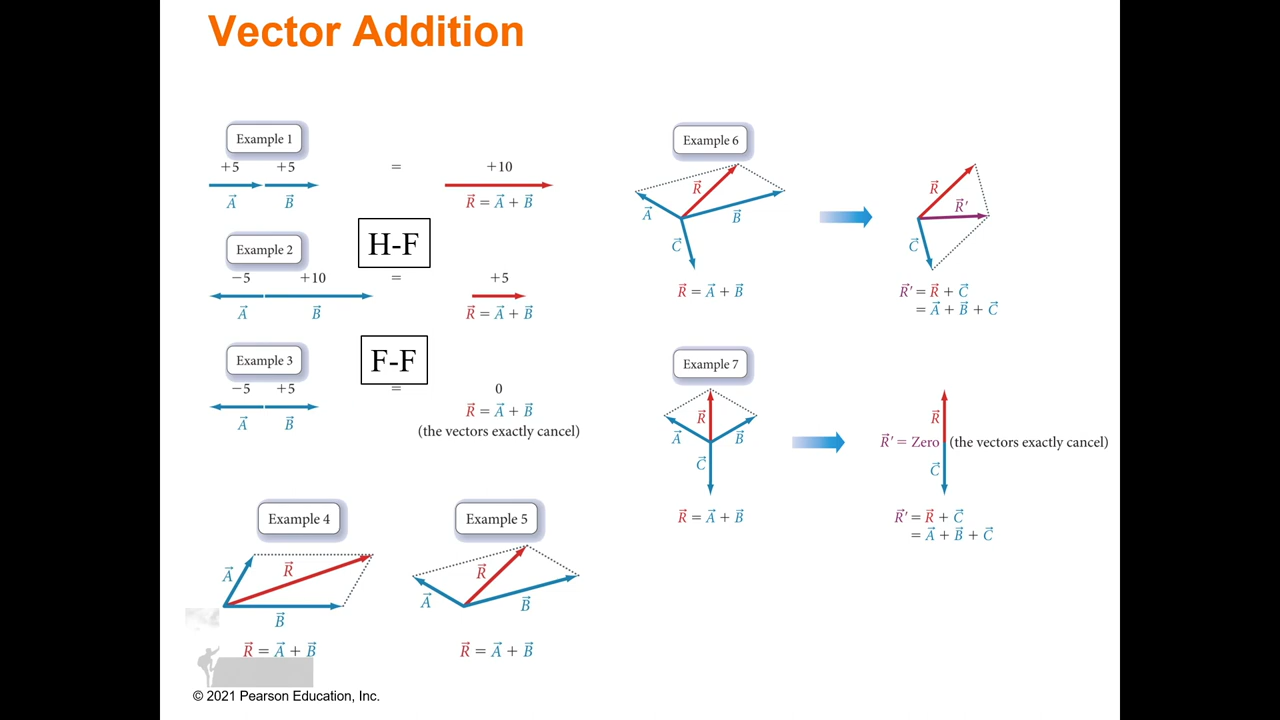 Vector Addition
Example 1
+5 +5 = +10
A⃗ B⃗ R⃗ = A⃗ + B⃗
H-F
Example 2
−5 +10 = +5
A⃗ B⃗ R⃗ = A⃗ + B⃗
F-F
Example 3
−5 +5 = 0
A⃗ B⃗ R⃗ = A⃗ + B⃗
(the vectors exactly cancel)
Example 4
A⃗ R⃗
B⃗
R⃗ = A⃗ + B⃗
Example 5
R⃗
A⃗ B⃗
R⃗ = A⃗ + B⃗
Example 6
R⃗
A⃗ B⃗
C⃗
R⃗ = A⃗ + B⃗
R⃗
R⃗′
C⃗
R⃗′ = R⃗ + C⃗
= A⃗ + B⃗ + C⃗
Example 7
R⃗
A⃗ B⃗
C⃗
R⃗ = A⃗ + B⃗
R⃗
R⃗′ = Zero (the vectors exactly cancel)
C⃗
R⃗′ = R⃗ + C⃗
= A⃗ + B⃗ + C⃗
© 2021 Pearson Education, Inc.